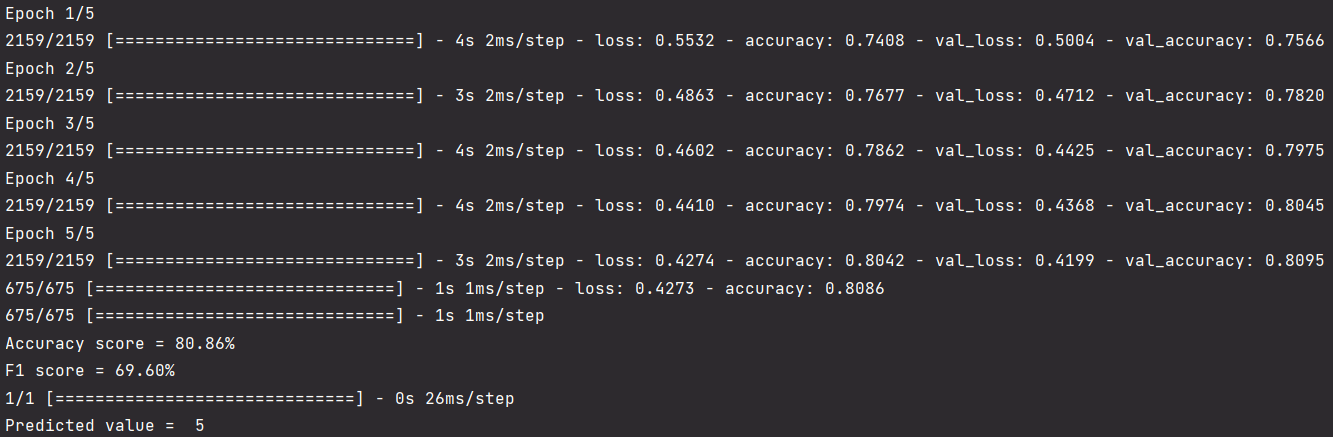 Epoch 1/5
2159/2159 [==============================] - 4s 2ms/step - loss: 0.5532 - accuracy: 0.7408 - val_loss: 0.5004 - val_accuracy: 0.7566
Epoch 2/5
2159/2159 [==============================] - 3s 2ms/step - loss: 0.4863 - accuracy: 0.7677 - val_loss: 0.4712 - val_accuracy: 0.7820
Epoch 3/5
2159/2159 [==============================] - 4s 2ms/step - loss: 0.4602 - accuracy: 0.7862 - val_loss: 0.4425 - val_accuracy: 0.7975
Epoch 4/5
2159/2159 [==============================] - 4s 2ms/step - loss: 0.4410 - accuracy: 0.7974 - val_loss: 0.4368 - val_accuracy: 0.8045
Epoch 5/5
2159/2159 [==============================] - 3s 2ms/step - loss: 0.4274 - accuracy: 0.8042 - val_loss: 0.4199 - val_accuracy: 0.8095
675/675 [==============================] - 1s 1ms/step - loss: 0.4273 - accuracy: 0.8086
675/675 [==============================] - 1s 1ms/step
Accuracy score = 80.86%
F1 score = 69.60%
1/1 [==============================] - 0s 26ms/step
Predicted value =  5